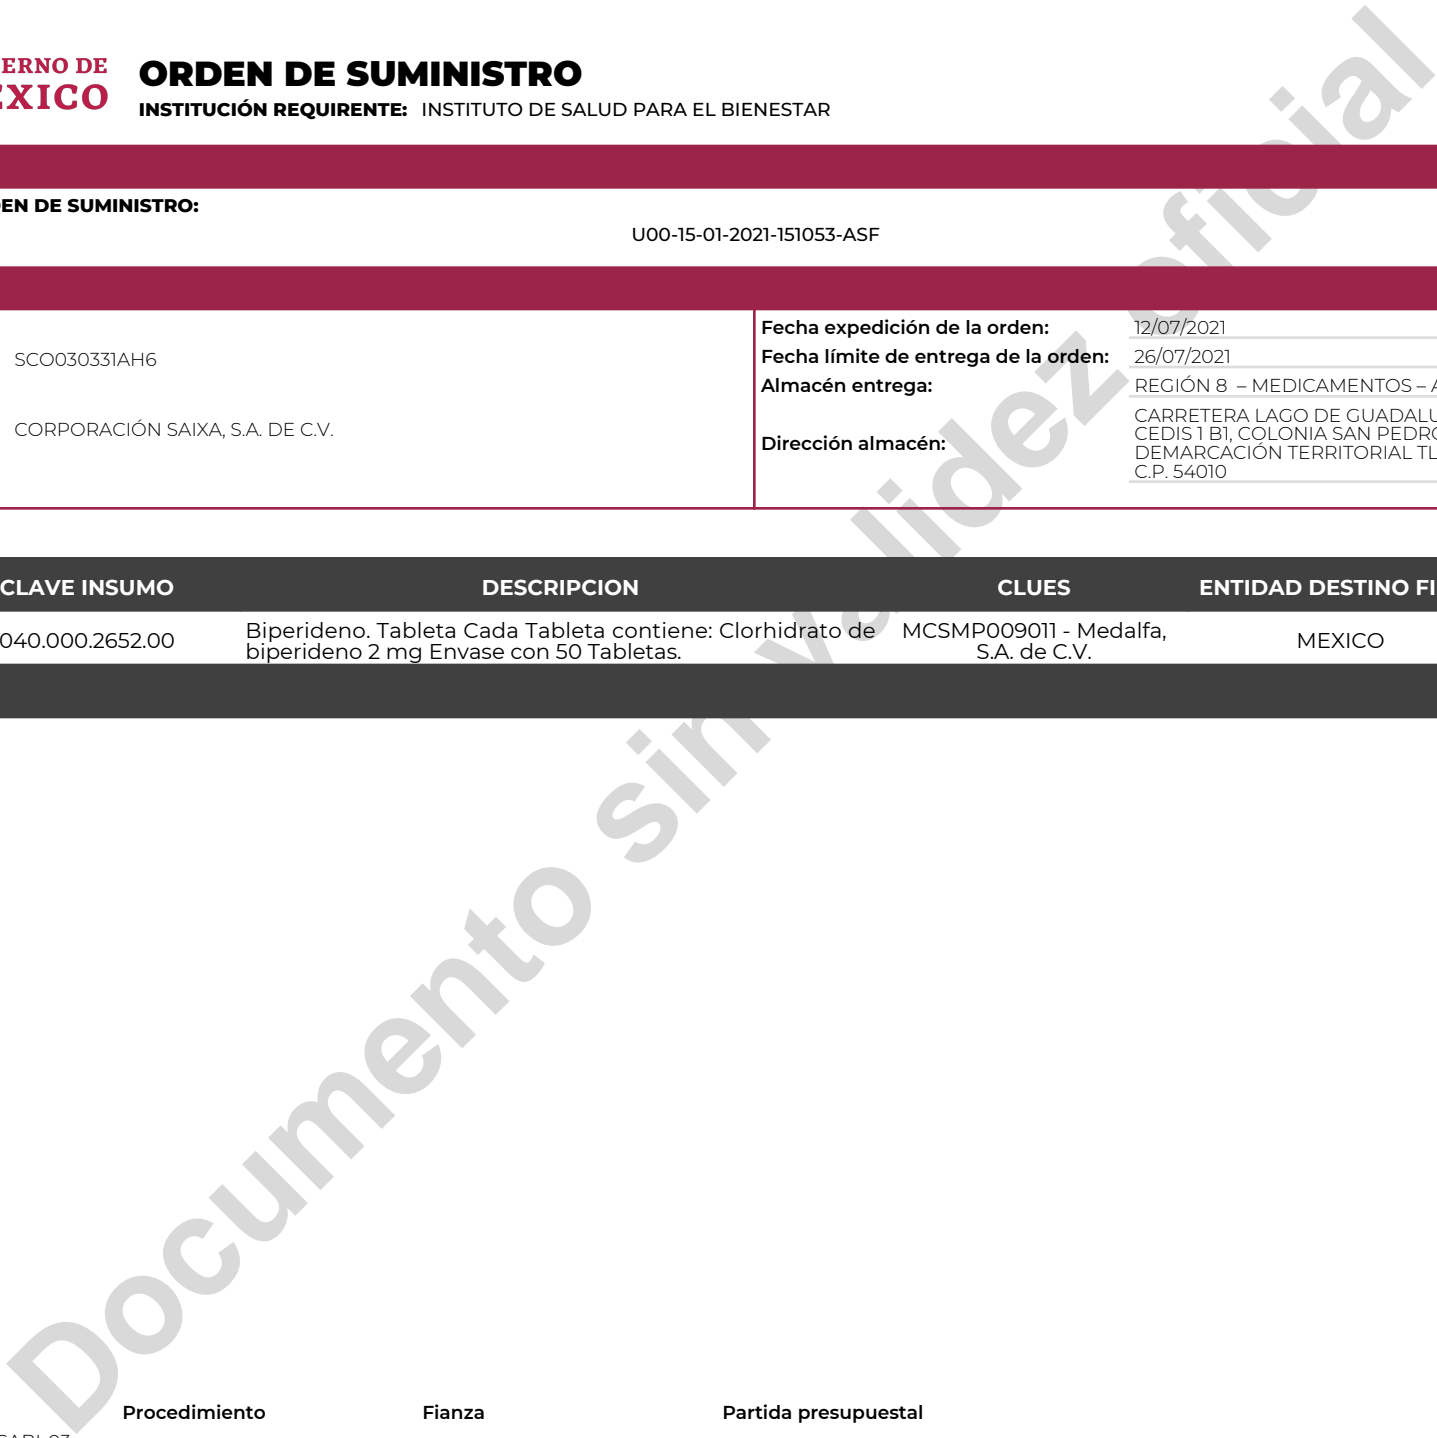 ERNO DE
EXICO
ORDEN DE SUMINISTRO
INSTITUCIÓN REQUIRENTE: INSTITUTO DE SALUD PARA EL BIENESTAR
EN DE SUMINISTRO:
U00-15-01-2021-151053-ASF
SCO030331AH6
CORPORACIÓN SAIXA, S.A. DE C.V.
Fecha expedición de la orden: 12/07/2021
Fecha límite de entrega de la orden: 26/07/2021
Almacén entrega: REGIÓN 8 – MEDICAMENTOS – A
Dirección almacén:
CARRETERA LAGO DE GUADALU
CEDIS 1 B1, COLONIA SAN PEDRO
DEMARCACIÓN TERRITORIAL TL
C.P. 54010
CLAVE INSUMO DESCRIPCION CLUES ENTIDAD DESTINO FI
040.000.2652.00
Biperideno. Tableta Cada Tableta contiene: Clorhidrato de
biperideno 2 mg Envase con 50 Tabletas.
MCSMP009011 - Medalfa,
S.A. de C.V.
MEXICO
Documento sin validez oficial
Procedimiento Fianza Partida presupuestal